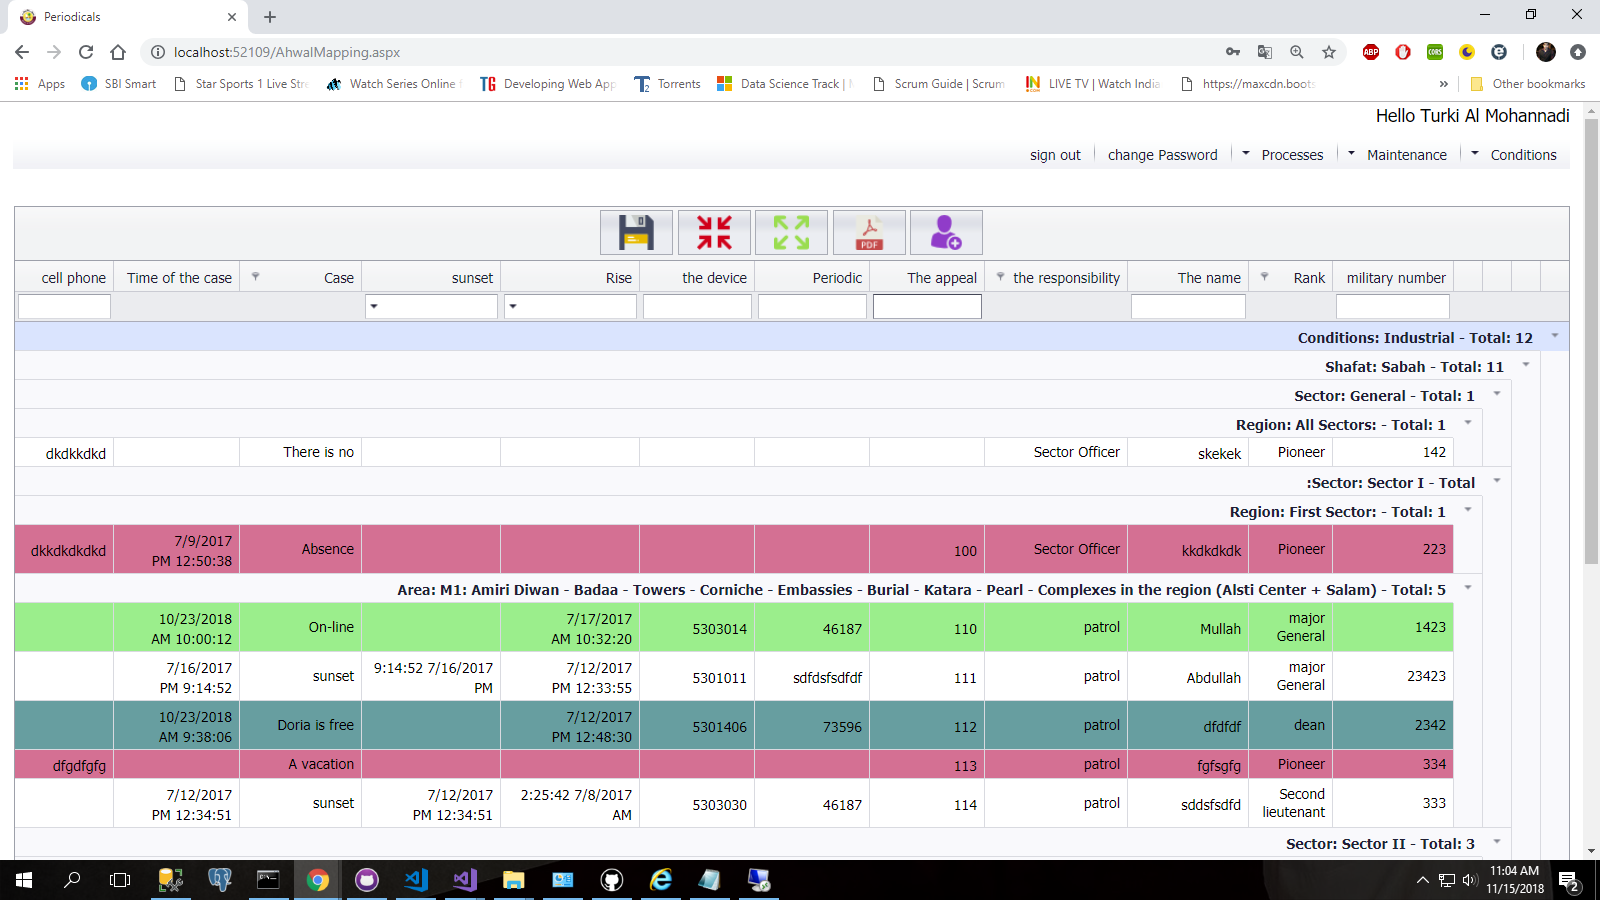 Periodicals
localhost:52109/AhwalMapping.aspx
ABP
CORS
Apps
SBI Smart
Star Sports 1 Live Stre
Watch Series Online f
TG Developing Web App
T2 Torrents
Data Science Track |
Scrum Guide | Scrum
IN LIVE TV | Watch India
https://maxcdn.boots
»
Other bookmarks
Hello Turki Al Mohannadi
sign out change Password Processes Maintenance Conditions
PDF
cell phone Time of the case Case sunset Rise the device Periodic The appeal the responsibility The name Rank military number
Conditions: Industrial - Total: 12
Shafat: Sabah - Total: 11
Sector: General - Total: 1
Region: All Sectors: - Total: 1
dkdkkdkd There is no Sector Officer skekek Pioneer 142
:Sector: Sector I - Total
Region: First Sector: - Total: 1
dkkdkdkdkd 7/9/2017 PM 12:50:38 Absence 100 Sector Officer kkdkdkdk Pioneer 223
Area: M1: Amiri Diwan - Badaa - Towers - Corniche - Embassies - Burial - Katara - Pearl - Complexes in the region (Alsti Center + Salam) - Total: 5
10/23/2018 AM 10:00:12 On-line 7/17/2017 AM 10:32:20 5303014 46187 110 patrol Mullah major General 1423
7/16/2017 PM 9:14:52 sunset 9:14:52 7/16/2017 PM 7/12/2017 PM 12:33:55 5301011 sdfdsfsdfdf 111 patrol Abdullah major General 23423
10/23/2018 AM 9:38:06 Doria is free 7/12/2017 PM 12:48:30 5301406 73596 112 patrol dfdfdf dean 2342
dfgdfgfg A vacation 113 patrol fgfsgfg Pioneer 334
7/12/2017 PM 12:34:51 sunset 7/12/2017 PM 12:34:51 2:25:42 7/8/2017 AM 5303030 46187 114 patrol sddsfsdfd Second lieutenant 333
Sector: Sector II - Total: 3
11:04 AM
11/15/2018
2